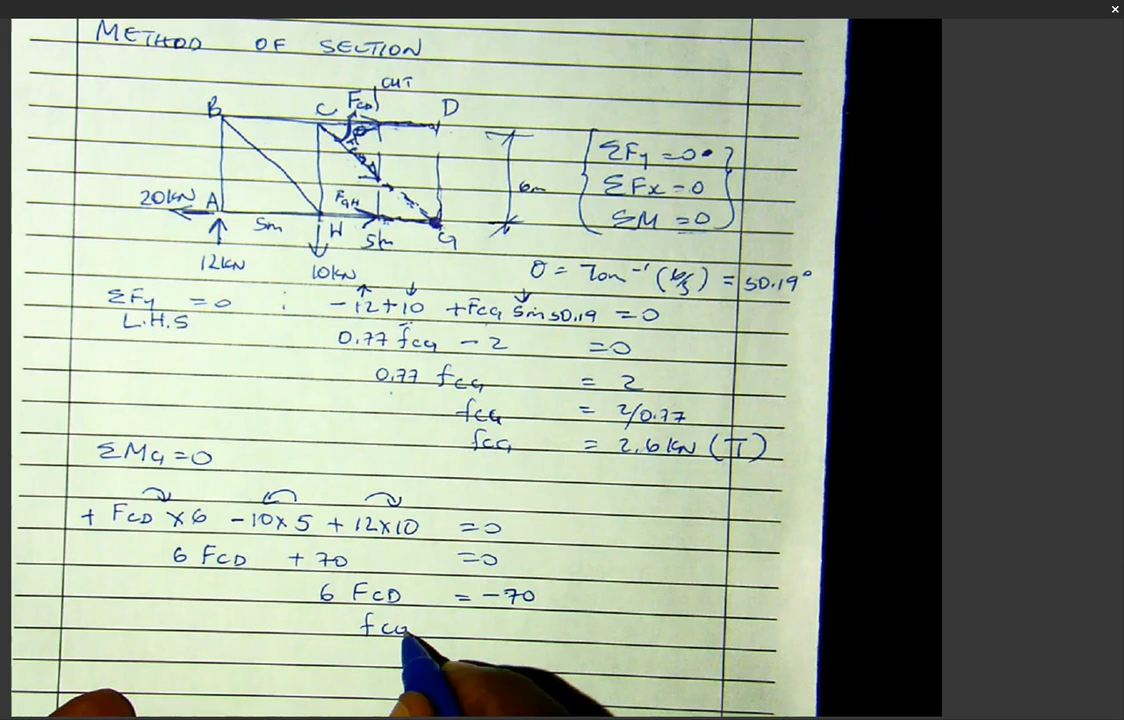 METHOD OF SECTION
CUT
B C FCD D
ΣFy = 0
6m ΣFx = 0
20KN A FGH ΣM = 0
5m H 5m G
12KN 10KN θ = Tan⁻¹ (6/5) = 50.19°
ΣFy = 0 : -12 + 10 + FCG Sin 50.19 = 0
L.H.S
0.77 fcg - 2 = 0
0.77 fcg = 2
fcg = 2/0.77
fcg = 2.6 KN (T)
ΣMG = 0
+ FCD x 6 - 10 x 5 + 12 x 10 = 0
6 FCD + 70 = 0
6 FCD = -70
fcg